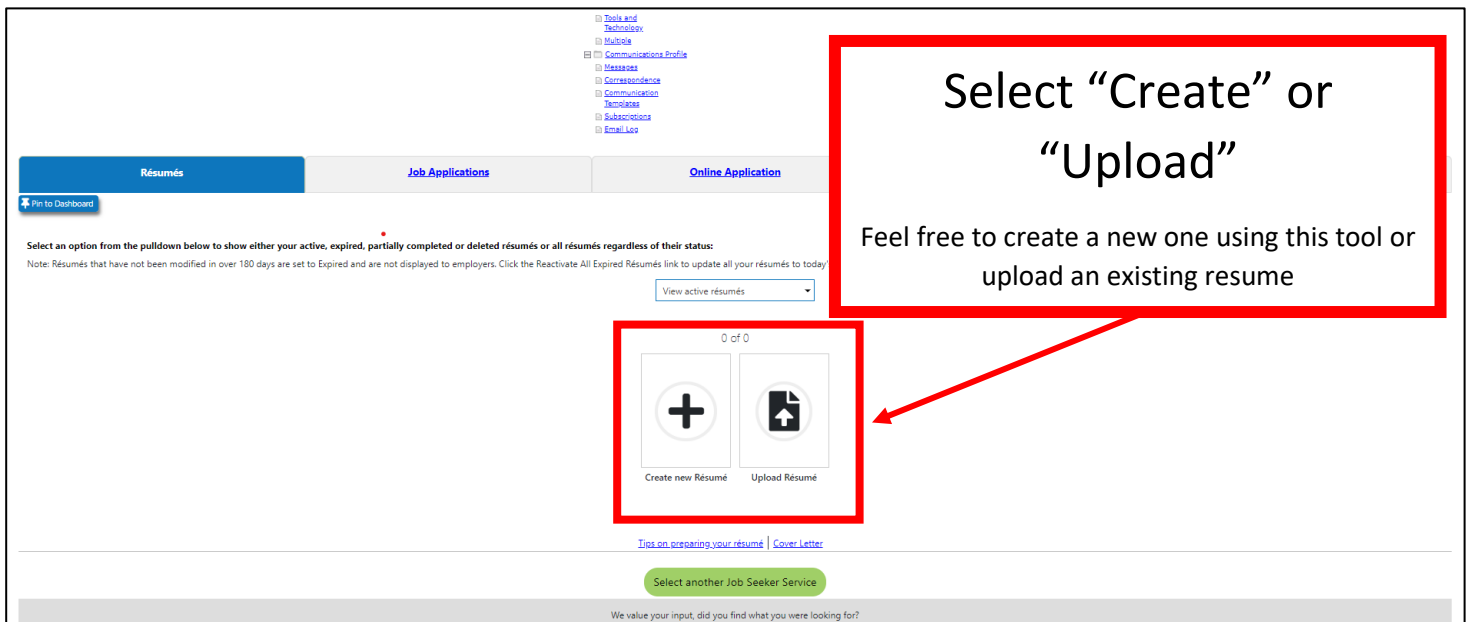 Tools and
Technology
Multiple
Communications Profile
Messages
Correspondence
Communication
Templates
Subscriptions
Email Log
Select “Create” or
“Upload”
Feel free to create a new one using this tool or
upload an existing resume
Résumés
Job Applications
Online Application
Pin to Dashboard
Select an option from the pulldown below to show either your active, expired, partially completed or deleted résumés or all résumés regardless of their status:
Note: Résumés that have not been modified in over 180 days are set to Expired and are not displayed to employers. Click the Reactivate All Expired Résumés link to update all your résumés to today'
View active résumés
0 of 0
Create new Résumé
Upload Résumé
Tips on preparing your résumé | Cover Letter
Select another Job Seeker Service
We value your input, did you find what you were looking for?